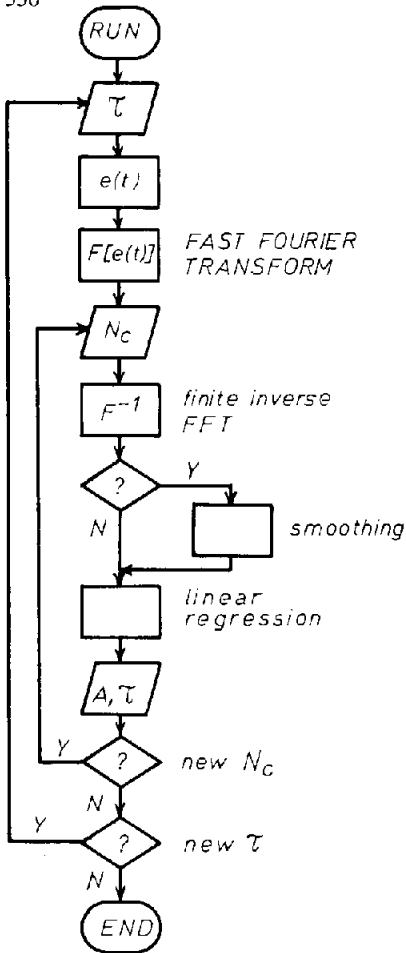 RUN
τ
e(t)
F[e(t)]
FAST FOURIER
TRANSFORM
N_c
F⁻¹
finite inverse
FFT
?
Y
N
smoothing
linear
regression
A, τ
?
Y
new N_c
N
?
Y
new τ
N
END